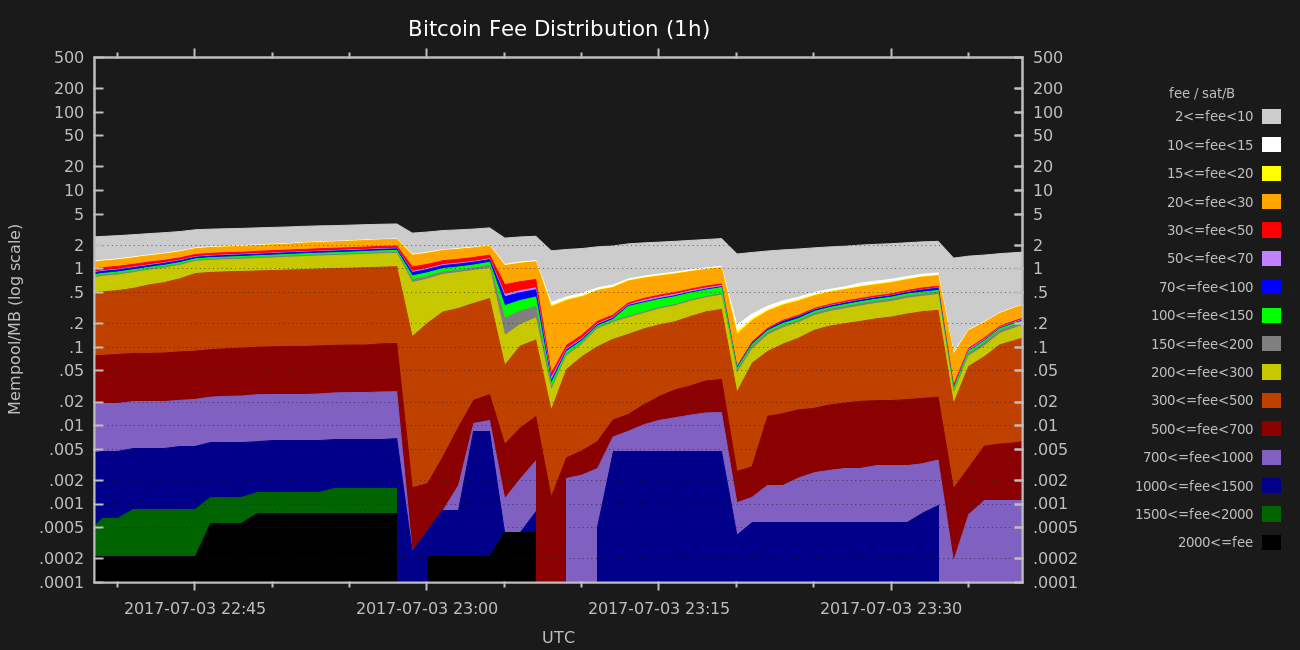 Bitcoin Fee Distribution (1h)
500 500
200 200
100 100
50 50
20 20
10 10
5 5
2 2
1 1
.5 .5
.2 .2
.1 .1
.05 .05
.02 .02
.01 .01
.005 .005
.002 .002
.001 .001
.0005 .0005
.0002 .0002
.0001 .0001
Mempool/MB (log scale)
2017-07-03 22:45 2017-07-03 23:00 2017-07-03 23:15 2017-07-03 23:30
UTC
fee / sat/B
2<=fee<10
10<=fee<15
15<=fee<20
20<=fee<30
30<=fee<50
50<=fee<70
70<=fee<100
100<=fee<150
150<=fee<200
200<=fee<300
300<=fee<500
500<=fee<700
700<=fee<1000
1000<=fee<1500
1500<=fee<2000
2000<=fee